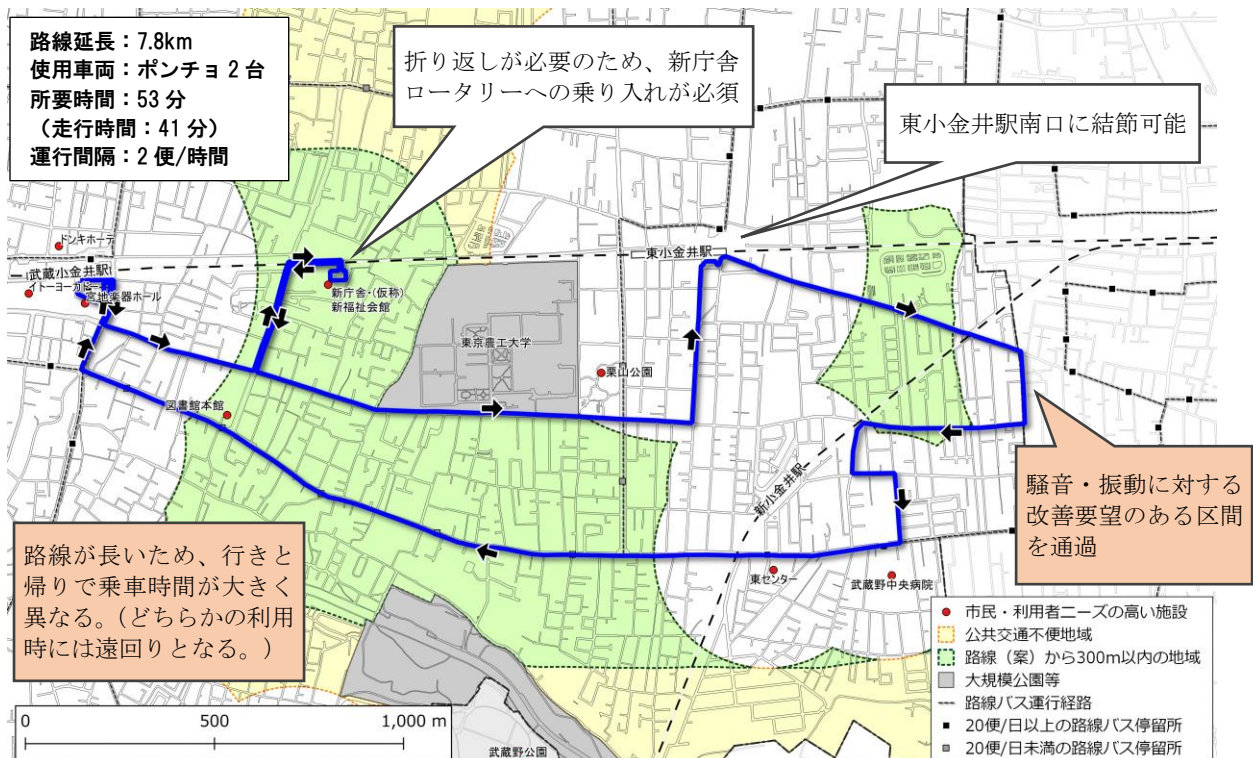 路線延長：7.8km
使用車両：ポンチョ 2 台
所要時間：53 分
（走行時間：41 分）
運行間隔：2 便/時間
折り返しが必要のため、新庁舎
ロータリーへの乗り入れが必須
東小金井駅南口に結節可能
ドンキホーテ
武蔵小金井駅
イトーヨーカドー
宮地楽器ホール
新庁舎・(仮称)
新福祉会館
東小金井駅
東京農工大学
栗山公園
図書館本館
新小金井駅
騒音・振動に対する
改善要望のある区間
を通過
路線が長いため、行きと
帰りで乗車時間が大きく
異なる。（どちらかの利用
時には遠回りとなる。）
東センター
武蔵野中央病院
武蔵野公園
市民・利用者ニーズの高い施設
公共交通不便地域
路線（案）から300m以内の地域
大規模公園等
路線バス運行経路
20便/日以上の路線バス停留所
20便/日未満の路線バス停留所
0 500 1,000 m